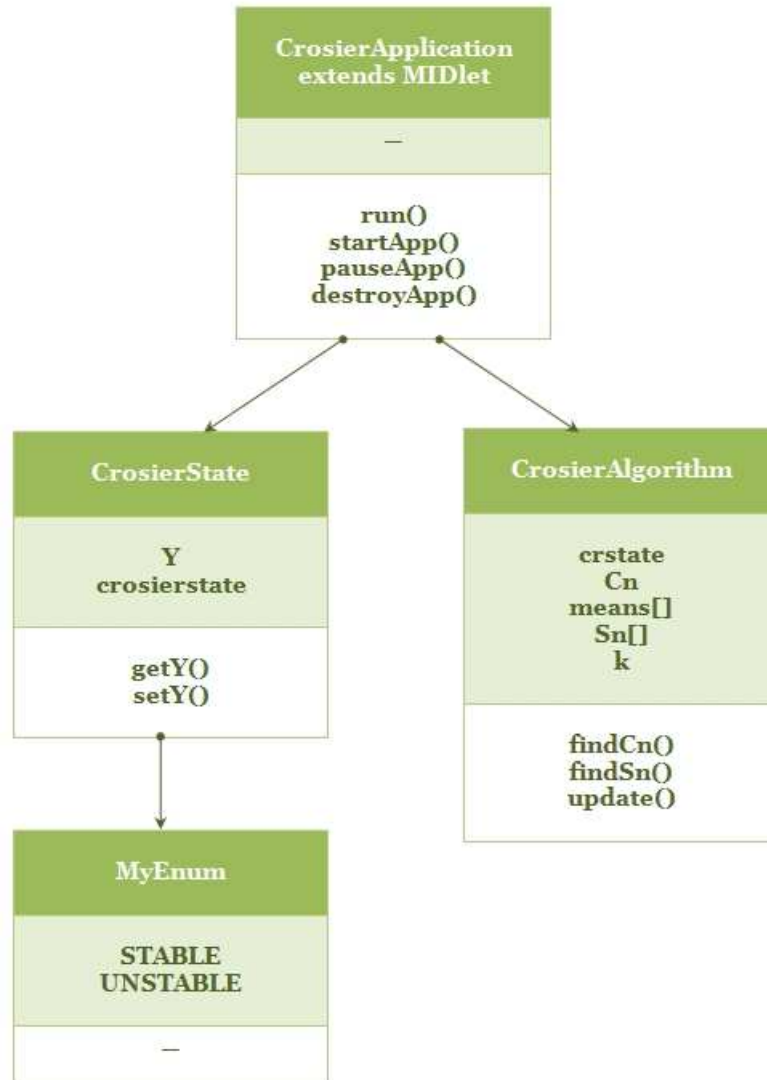 CrosierApplication
extends MIDlet
—
run()
startApp()
pauseApp()
destroyApp()
CrosierState
Y
crosierstate
getY()
setY()
CrosierAlgorithm
crstate
Cn
means[]
Sn[]
k
findCn()
findSn()
update()
MyEnum
STABLE
UNSTABLE
—